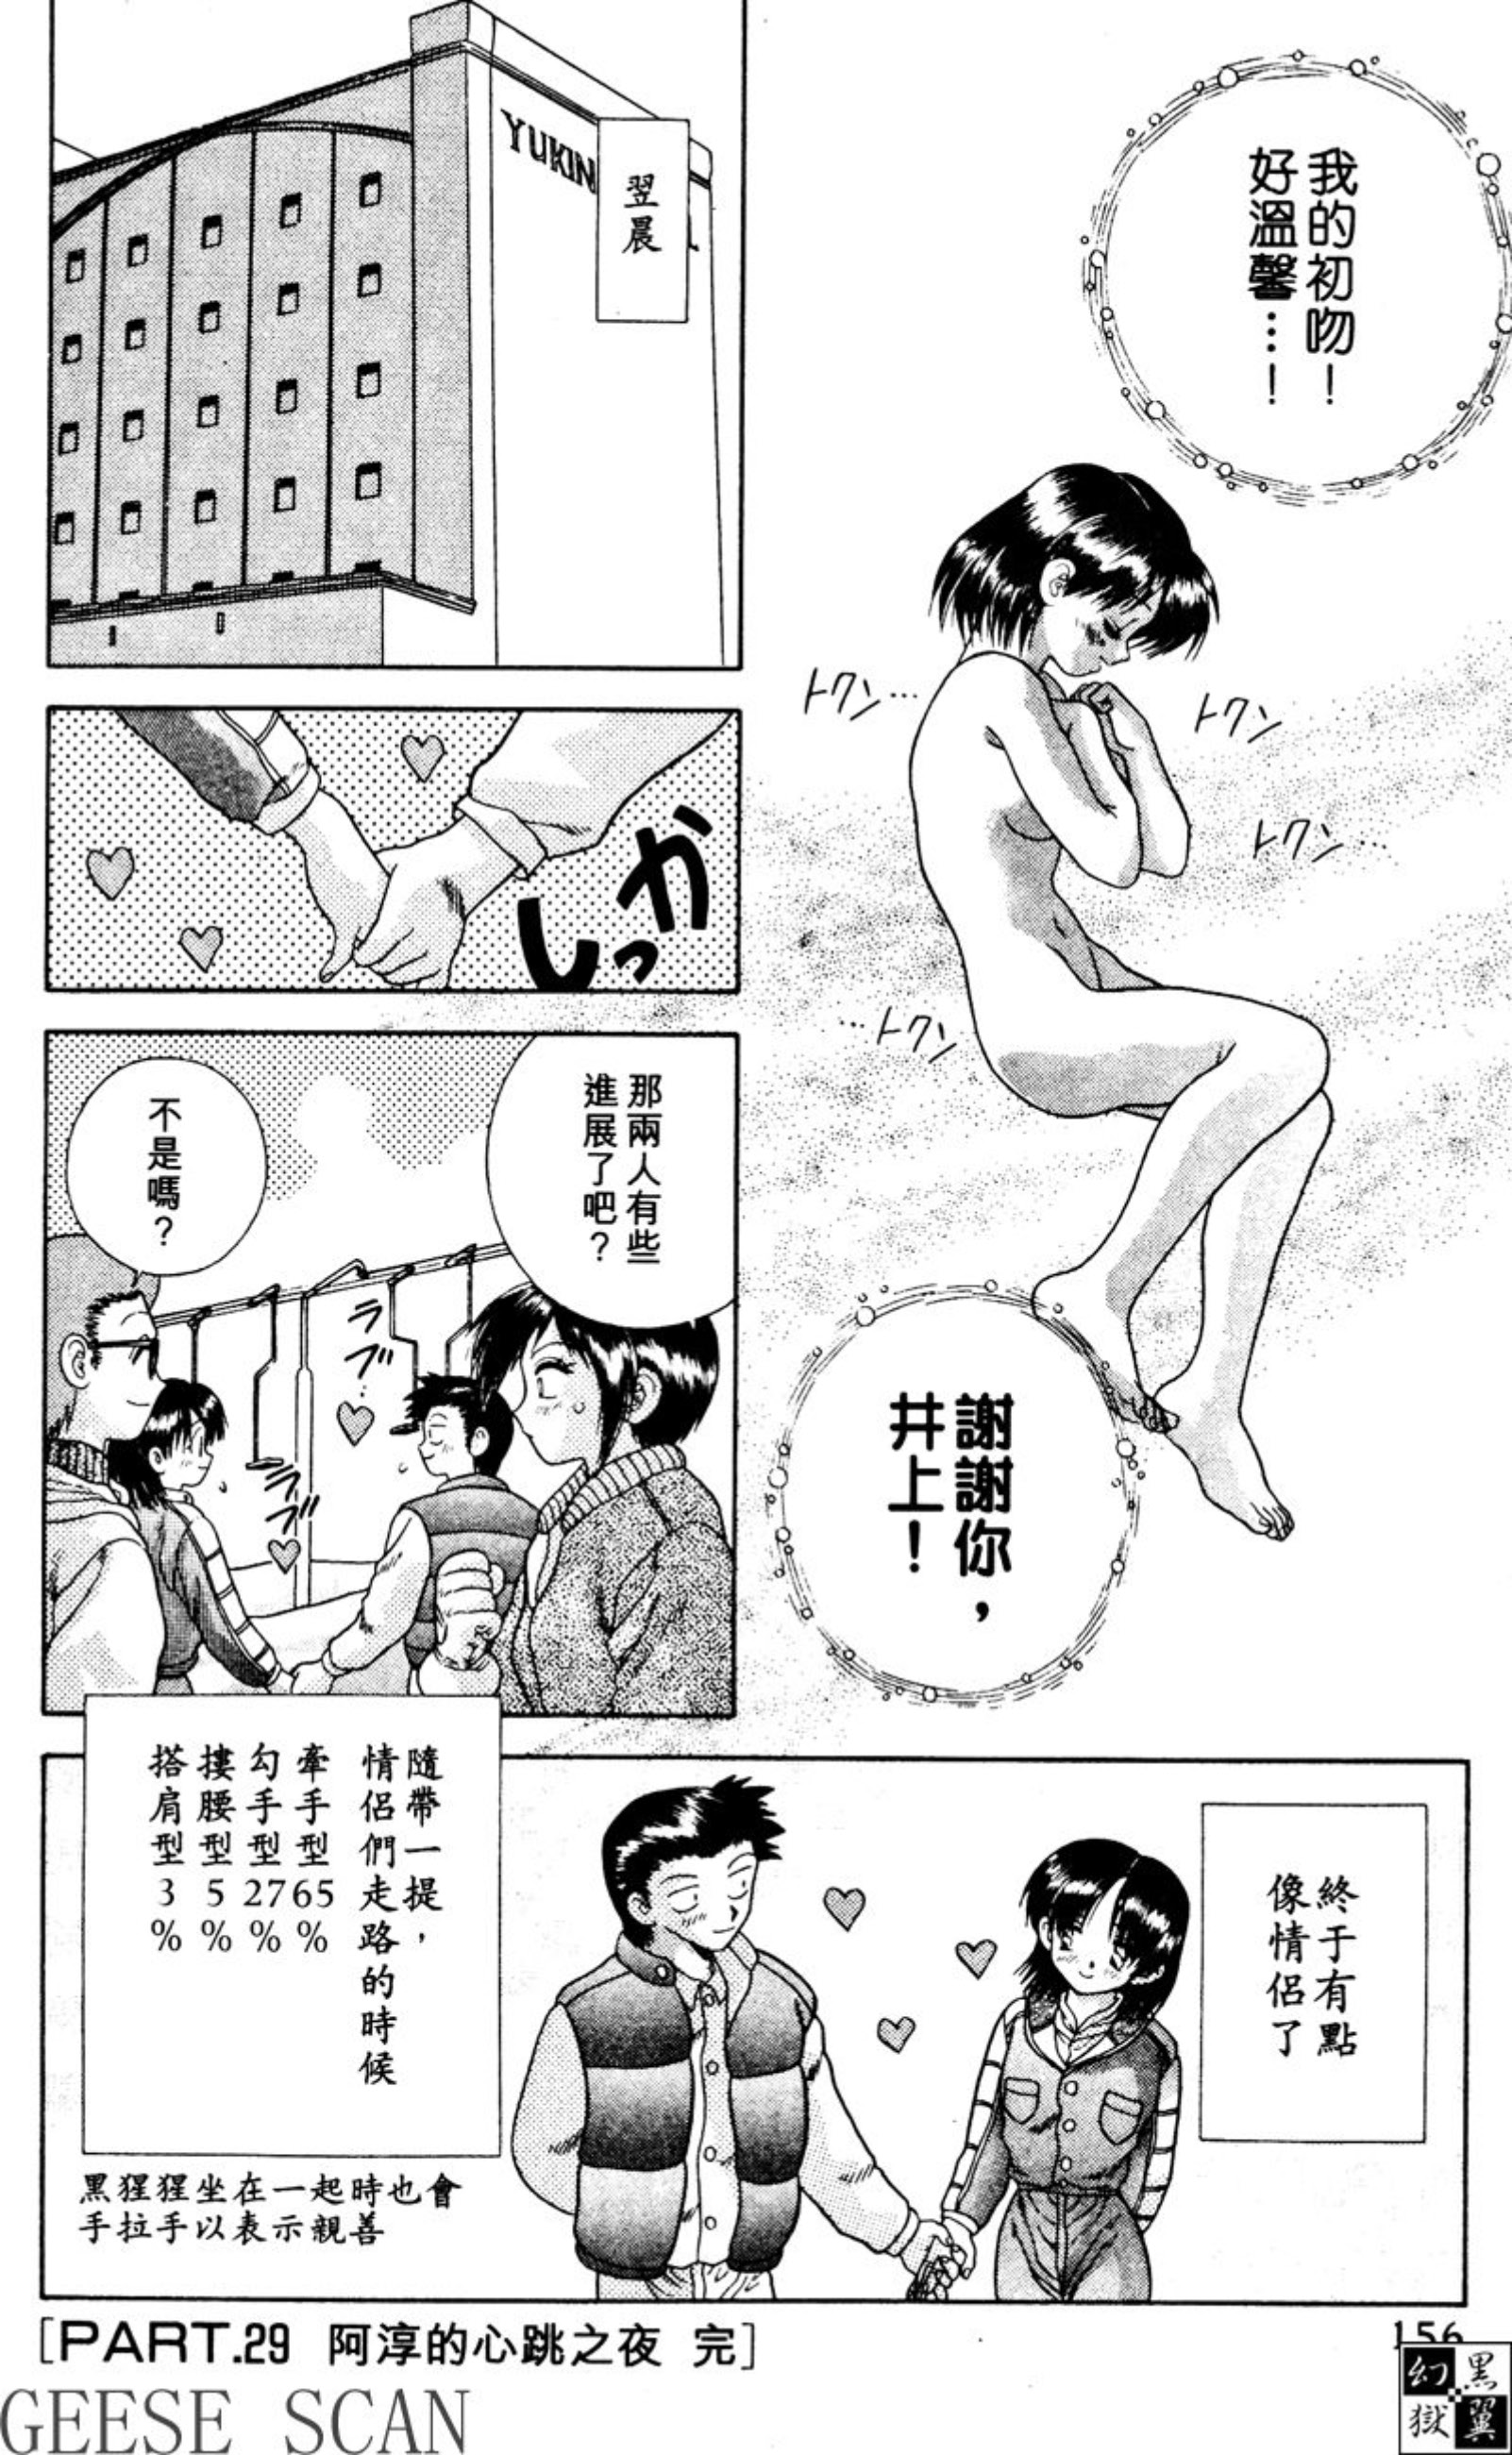 我的初吻！
好溫馨…！
トクン…
トクン
トクン…
…トクン
謝謝你，
井上！
YUKIN
翌晨
しっか
那兩人有些
進展了吧？
不是嗎？
ラブ…
ラブ
終于有點
像情侶了
隨帶一提，
情侶們走路的時候
牽手型65%
勾手型27%
摟腰型5%
搭肩型3%
黑猩猩坐在一起時也會
手拉手以表示親善
[PART.29 阿淳的心跳之夜 完]
156
GEESE SCAN
黑翼
幻獄